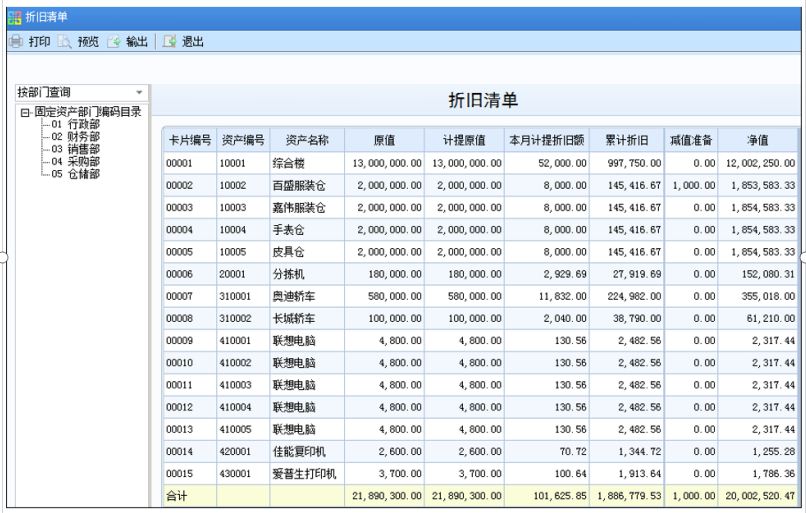 折旧清单
打印 预览 输出 退出
按部门查询
固定资产部门编码目录
01 行政部
02 财务部
03 销售部
04 采购部
05 仓储部
折旧清单
卡片编号 资产编号 资产名称 原值 计提原值 本月计提折旧额 累计折旧 减值准备 净值
00001 10001 综合楼 13,000,000.00 13,000,000.00 52,000.00 997,750.00 0.00 12,002,250.00
00002 10002 百盛服装仓 2,000,000.00 2,000,000.00 8,000.00 145,416.67 1,000.00 1,853,583.33
00003 10003 嘉伟服装仓 2,000,000.00 2,000,000.00 8,000.00 145,416.67 0.00 1,854,583.33
00004 10004 手表仓 2,000,000.00 2,000,000.00 8,000.00 145,416.67 0.00 1,854,583.33
00005 10005 皮具仓 2,000,000.00 2,000,000.00 8,000.00 145,416.67 0.00 1,854,583.33
00006 20001 分拣机 180,000.00 180,000.00 2,929.69 27,919.69 0.00 152,080.31
00007 310001 奥迪轿车 580,000.00 580,000.00 11,832.00 224,982.00 0.00 355,018.00
00008 310002 长城轿车 100,000.00 100,000.00 2,040.00 38,790.00 0.00 61,210.00
00009 410001 联想电脑 4,800.00 4,800.00 130.56 2,482.56 0.00 2,317.44
00010 410002 联想电脑 4,800.00 4,800.00 130.56 2,482.56 0.00 2,317.44
00011 410003 联想电脑 4,800.00 4,800.00 130.56 2,482.56 0.00 2,317.44
00012 410004 联想电脑 4,800.00 4,800.00 130.56 2,482.56 0.00 2,317.44
00013 410005 联想电脑 4,800.00 4,800.00 130.56 2,482.56 0.00 2,317.44
00014 420001 佳能复印机 2,600.00 2,600.00 70.72 1,344.72 0.00 1,255.28
00015 430001 爱普生打印机 3,700.00 3,700.00 100.64 1,913.64 0.00 1,786.36
合计 21,890,300.00 21,890,300.00 101,625.85 1,886,779.53 1,000.00 20,002,520.47